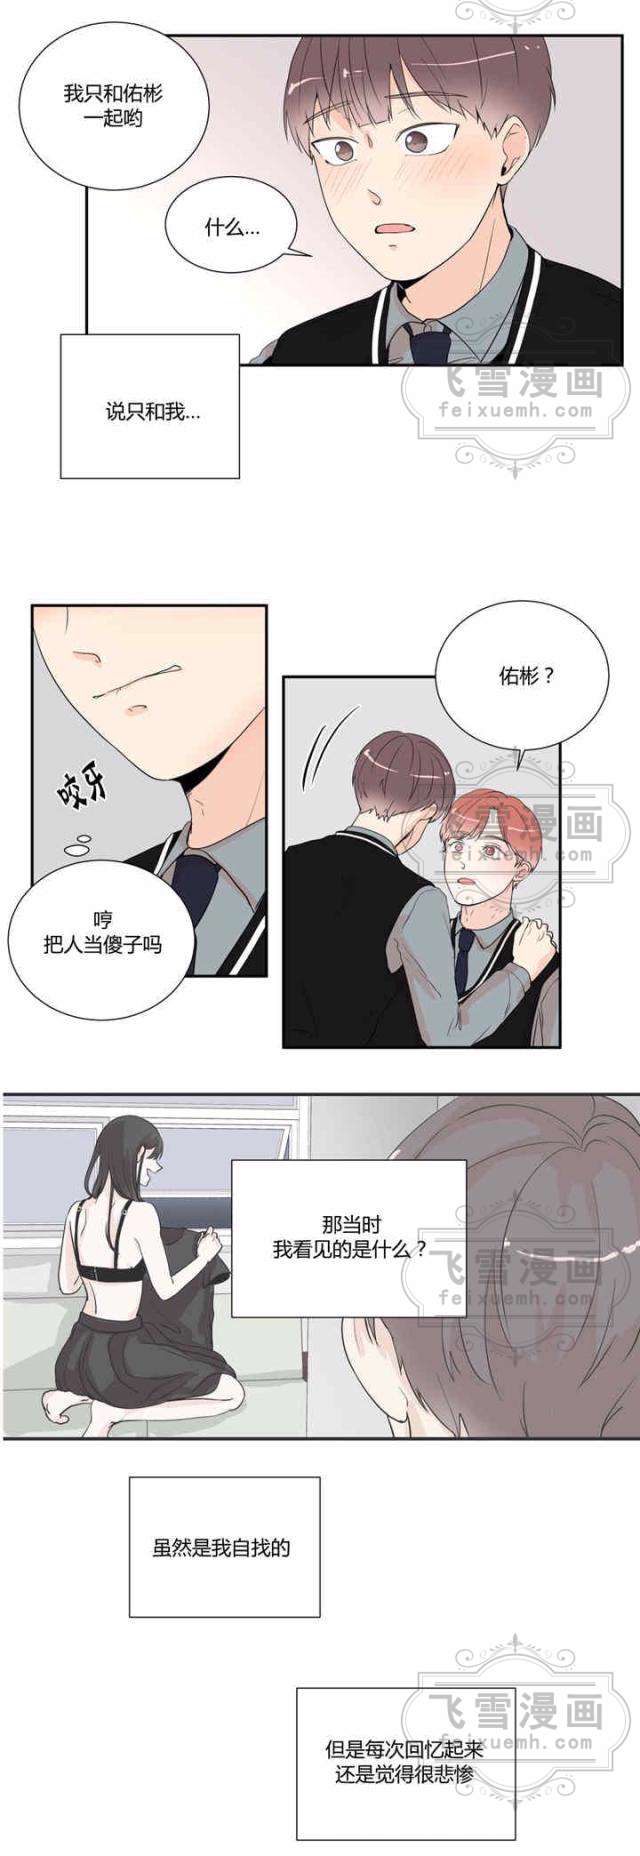 我只和佑彬
一起哟
什么...
飞雪漫画
feixuemh.com
说只和我...
佑彬？
咬牙
飞雪漫画
feixuemh.com
哼
把人当傻子吗
那当时
我看见的是什么？
飞雪漫画
feixuemh.com
虽然是我自找的
飞雪漫画
feixuemh.com
但是每次回忆起来
还是觉得很悲惨